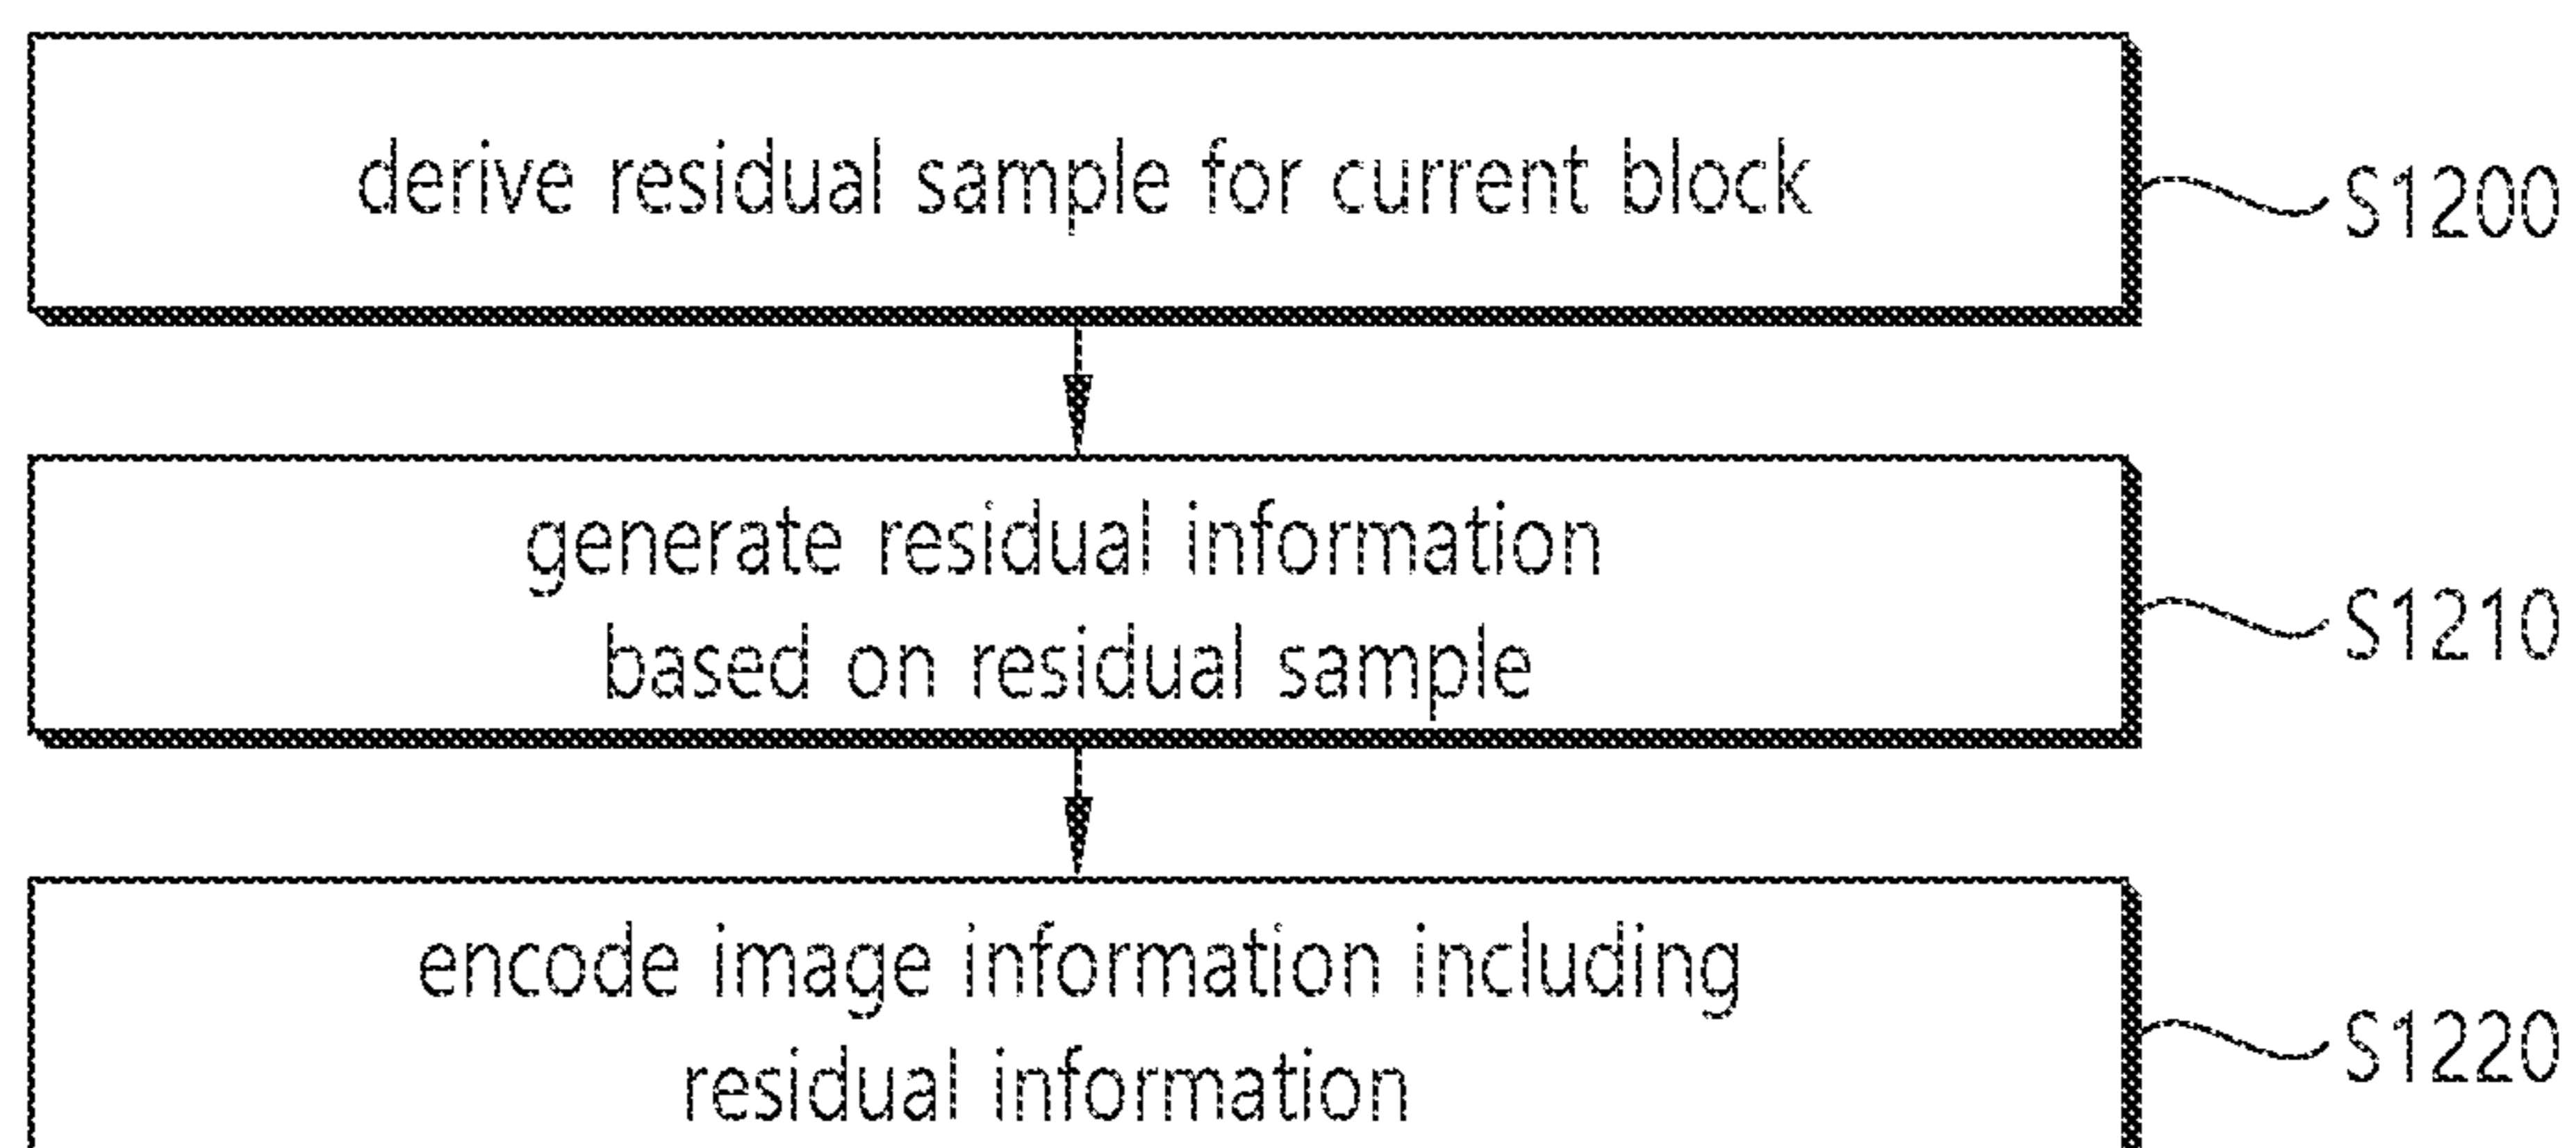 derive residual sample for current block
S1200
generate residual information
based on residual sample
S1210
encode image information including
residual information
S1220